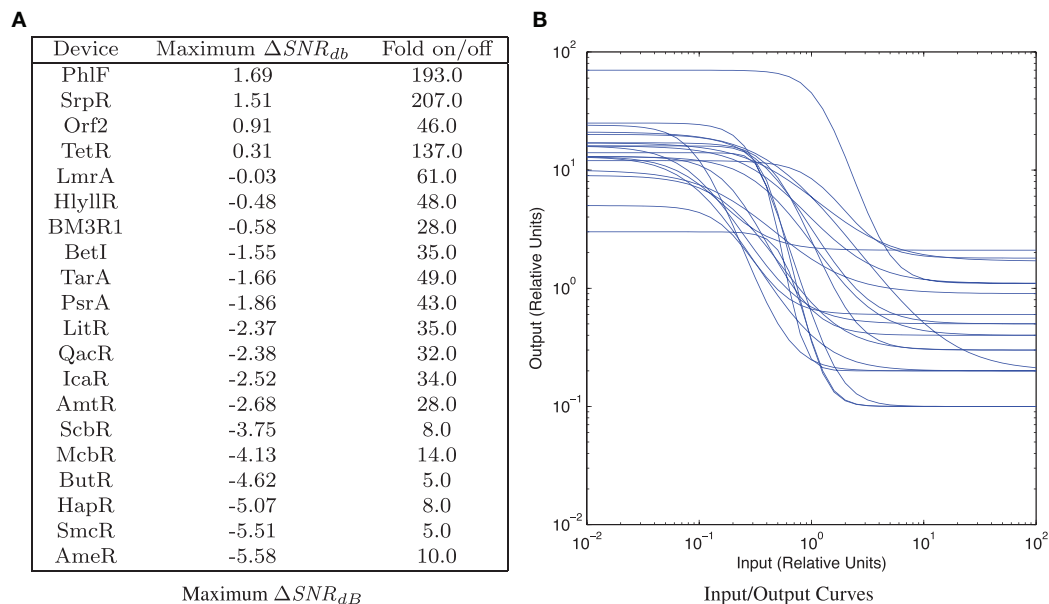 A
Device Maximum ΔSNR_db Fold on/off
PhlF 1.69 193.0
SrpR 1.51 207.0
Orf2 0.91 46.0
TetR 0.31 137.0
LmrA -0.03 61.0
HlyllR -0.48 48.0
BM3R1 -0.58 28.0
BetI -1.55 35.0
TarA -1.66 49.0
PsrA -1.86 43.0
LitR -2.37 35.0
QacR -2.38 32.0
IcaR -2.52 34.0
AmtR -2.68 28.0
ScbR -3.75 8.0
McbR -4.13 14.0
ButR -4.62 5.0
HapR -5.07 8.0
SmcR -5.51 5.0
AmeR -5.58 10.0
Maximum ΔSNR_dB
B
10^2
10^1
10^0
10^-1
10^-2
Output (Relative Units)
10^-2 10^-1 10^0 10^1 10^2
Input (Relative Units)
Input/Output Curves